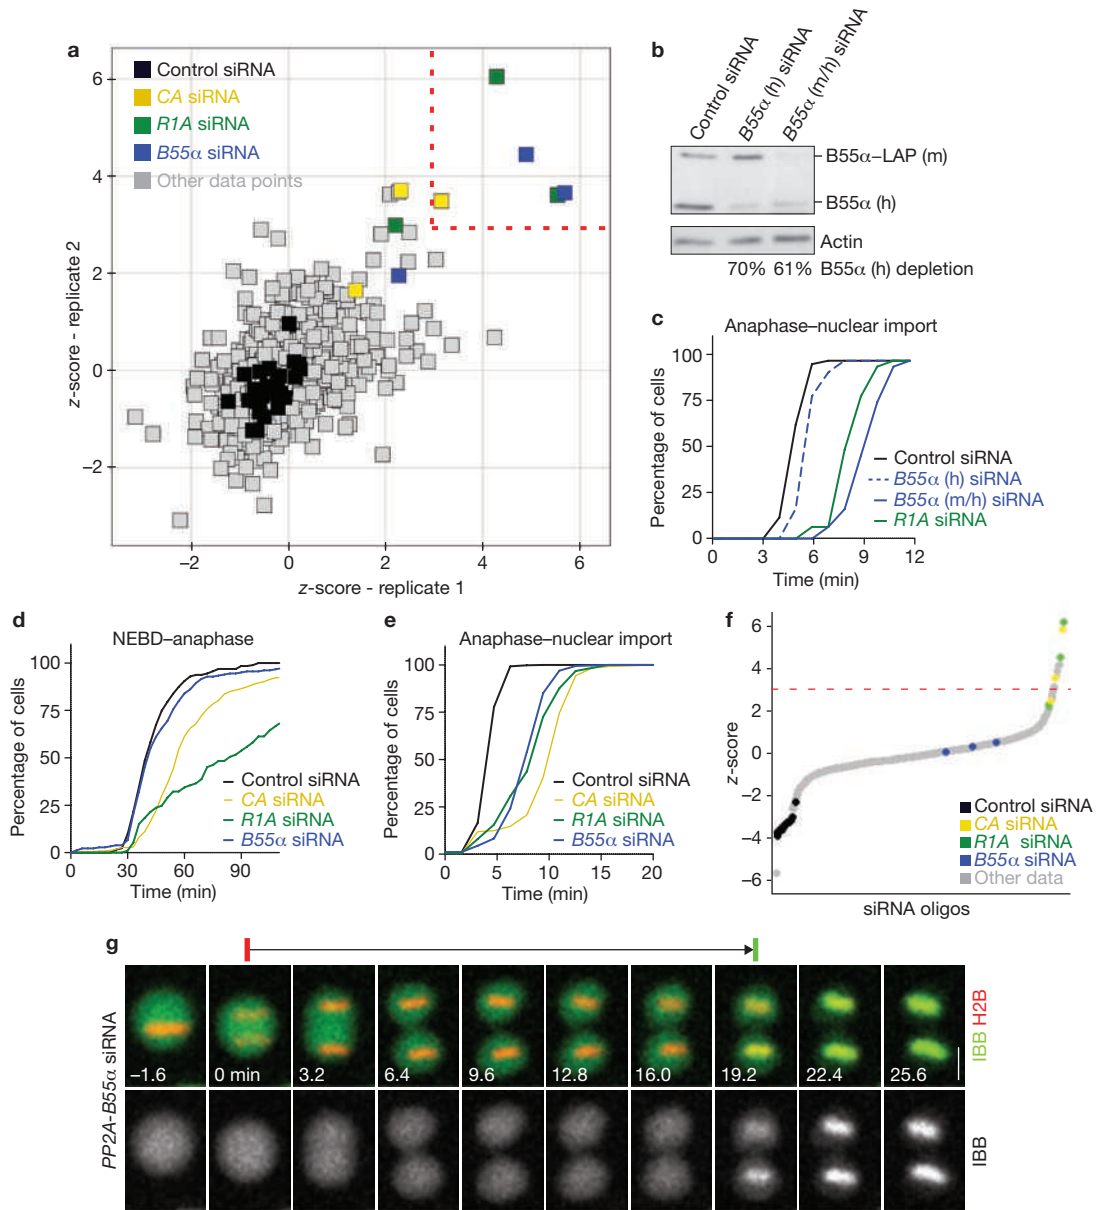 a
Control siRNA
CA siRNA
R1A siRNA
B55α siRNA
Other data points
6
4
2
0
−2
−2
0
2
4
6
z-score - replicate 2
z-score - replicate 1
b
Control siRNA
B55α (h) siRNA
B55α (m/h) siRNA
B55α–LAP (m)
B55α (h)
Actin
70% 61% B55α (h) depletion
c
Anaphase–nuclear import
100
75
50
25
0
0
3
6
9
12
Percentage of cells
Time (min)
Control siRNA
B55α (h) siRNA
B55α (m/h) siRNA
R1A siRNA
d
NEBD–anaphase
100
75
50
25
0
0
30
60
90
Percentage of cells
Time (min)
Control siRNA
CA siRNA
R1A siRNA
B55α siRNA
e
Anaphase–nuclear import
100
75
50
25
0
0
5
10
15
20
Percentage of cells
Time (min)
Control siRNA
CA siRNA
R1A siRNA
B55α siRNA
f
6
4
2
0
−2
−4
−6
z-score
siRNA oligos
Control siRNA
CA siRNA
R1A siRNA
B55α siRNA
Other data
g
PP2A-B55α siRNA
−1.6
0 min
3.2
6.4
9.6
12.8
16.0
19.2
22.4
25.6
IBB H2B
IBB